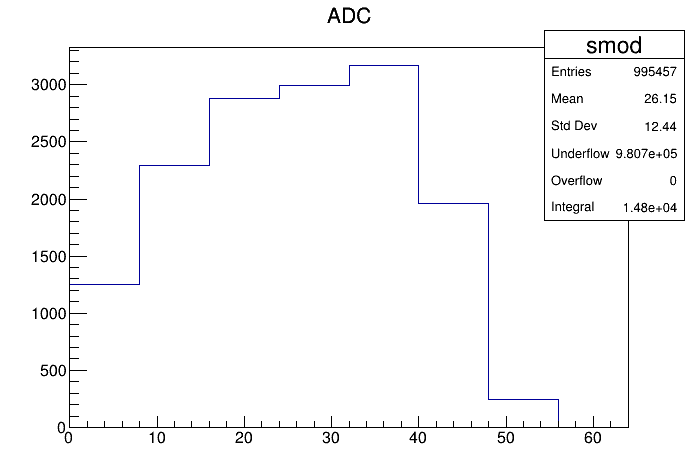 ADC
smod
Entries 995457
Mean 26.15
Std Dev 12.44
Underflow 9.807e+05
Overflow 0
Integral 1.48e+04
3000
2500
2000
1500
1000
500
0
0 10 20 30 40 50 60